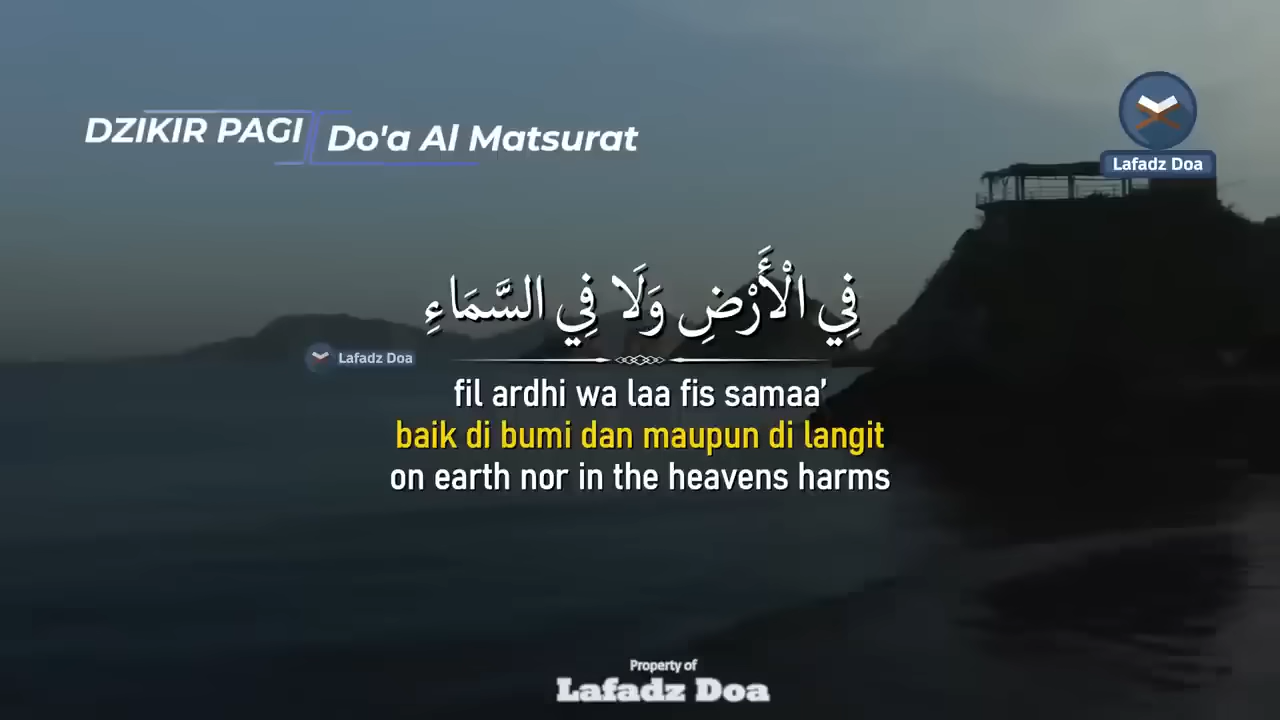 DZIKIR PAGI
Do'a Al Matsurat
Lafadz Doa
فِي الْأَرْضِ وَلَا فِي السَّمَاءِ
Lafadz Doa
fil ardhi wa laa fis samaa’
baik di bumi dan maupun di langit
on earth nor in the heavens harms
Property of
Lafadz Doa